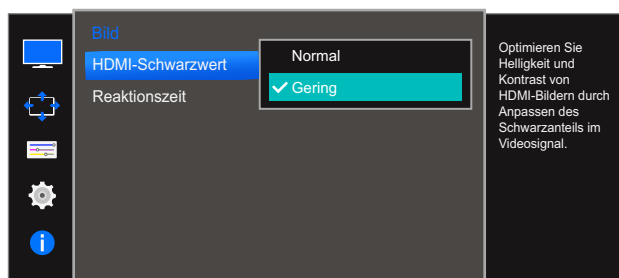 Bild
HDMI-Schwarzwert
Normal
Gering
Reaktionszeit
Optimieren Sie
Helligkeit und
Kontrast von
HDMI-Bildern durch
Anpassen des
Schwarzanteils im
Videosignal.